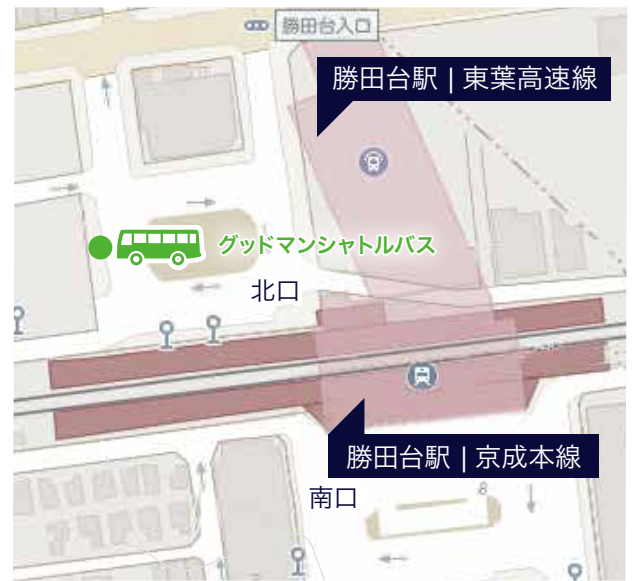 勝田台入口
勝田台駅 | 東葉高速線
グッドマンシャトルバス
北口
勝田台駅 | 京成本線
南口